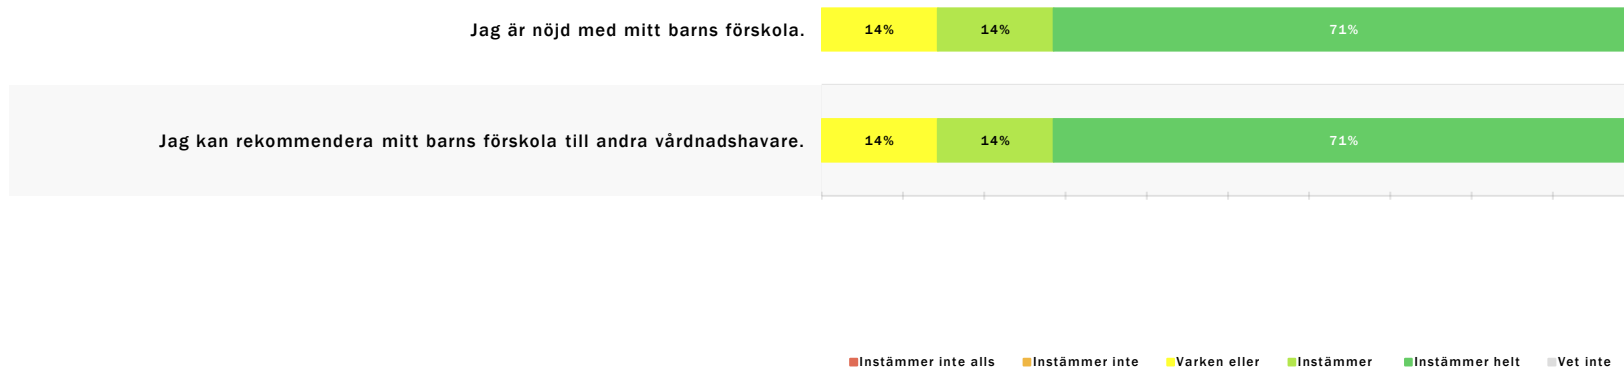 Jag är nöjd med mitt barns förskola. 14% 14% 71%
Jag kan rekommendera mitt barns förskola till andra vårdnadshavare. 14% 14% 71%
Instämmer inte alls Instämmer inte Varken eller Instämmer Instämmer helt Vet inte